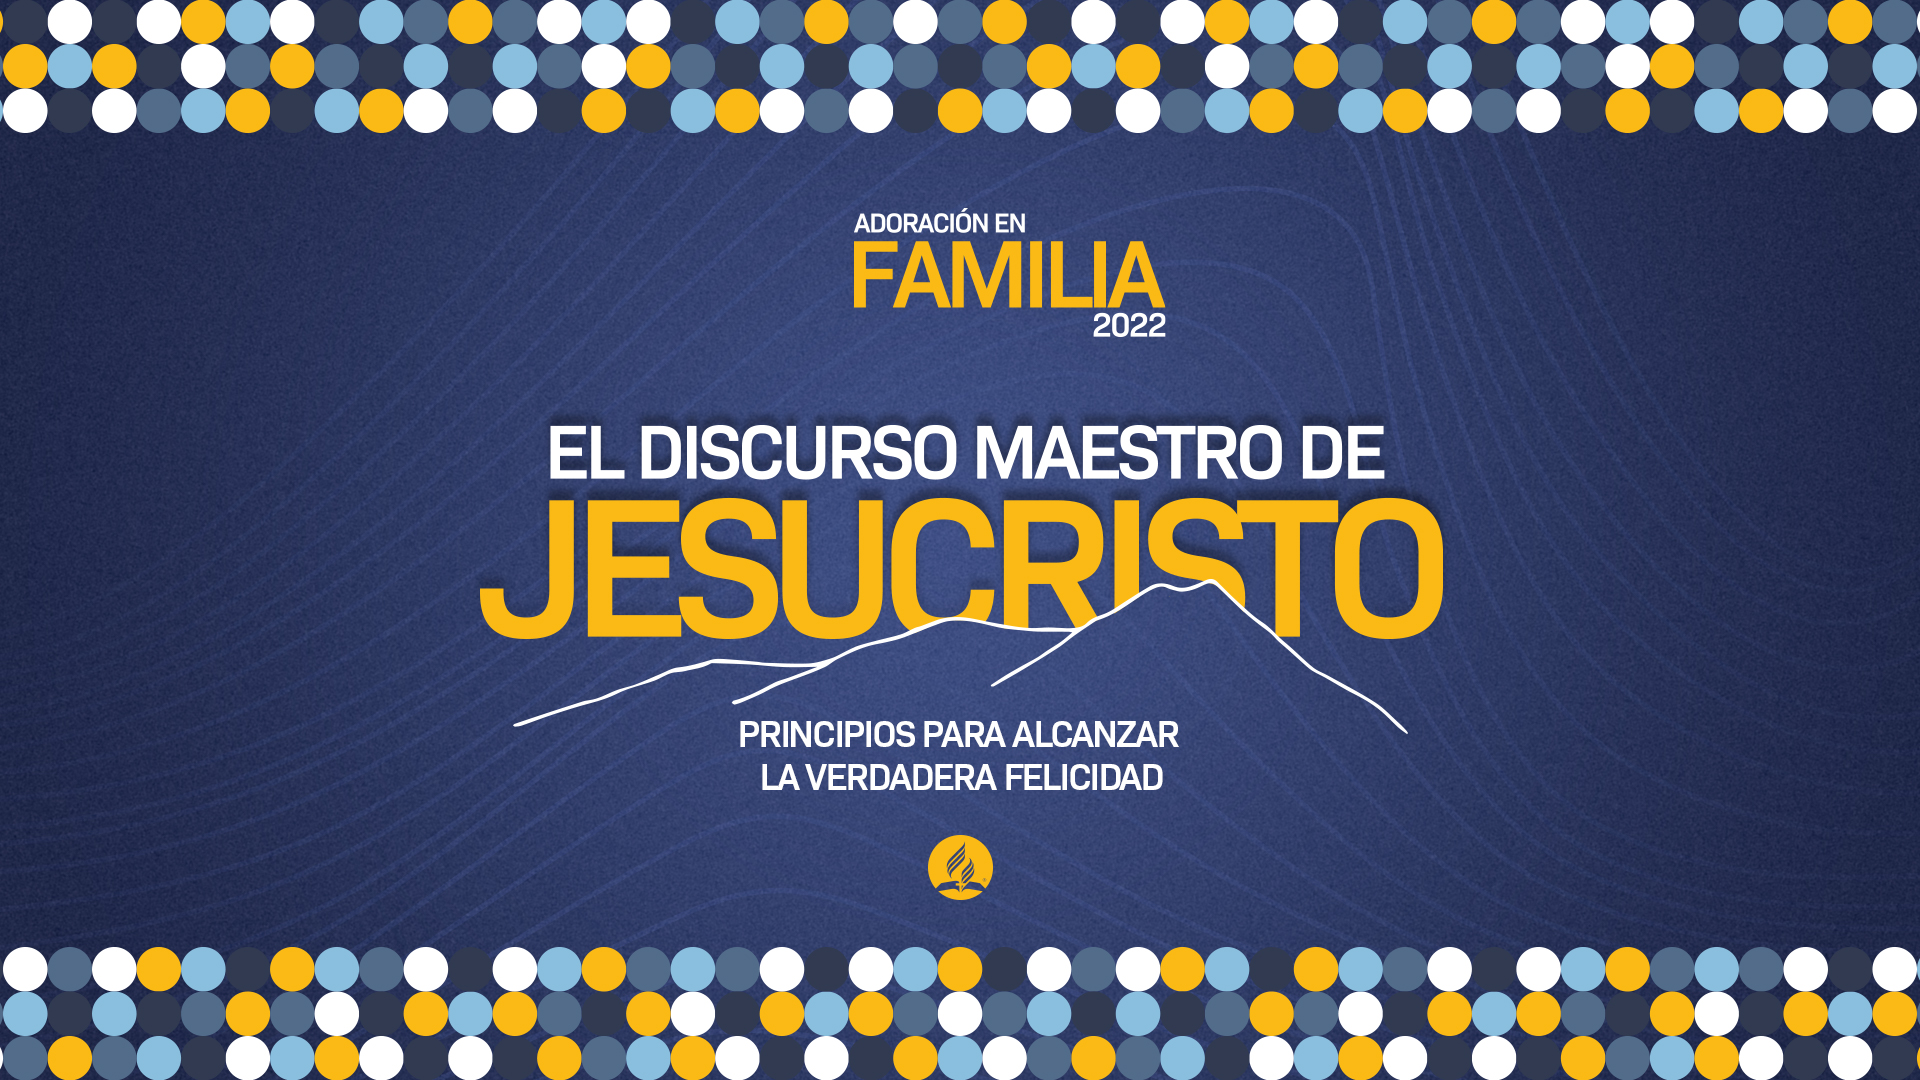 ADORACIÓN EN
FAMILIA
2022
EL DISCURSO MAESTRO DE
JESUCRISTO
PRINCIPIOS PARA ALCANZAR
LA VERDADERA FELICIDAD